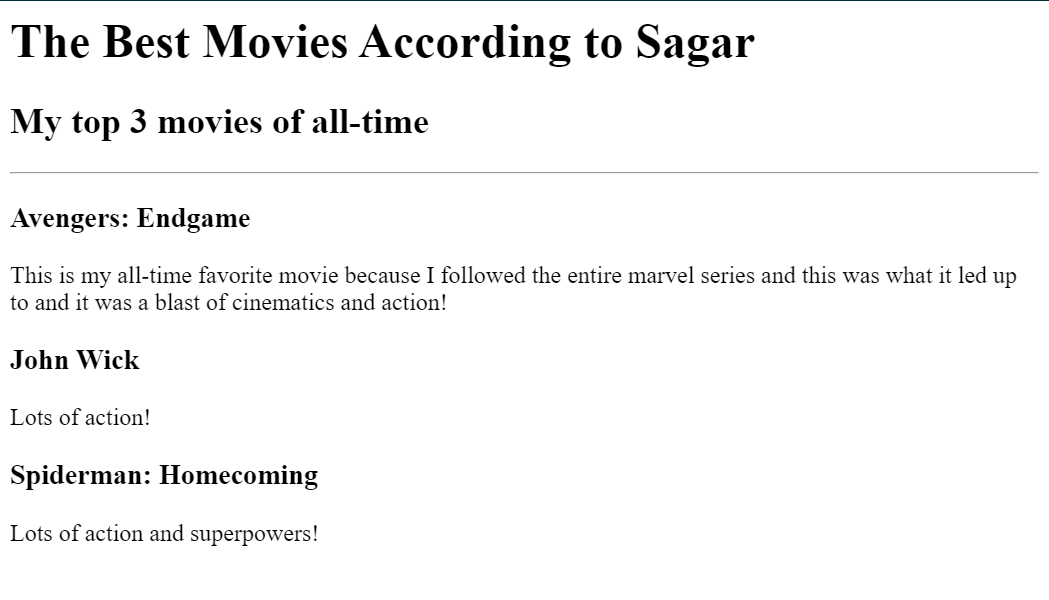 The Best Movies According to Sagar
My top 3 movies of all-time
Avengers: Endgame
This is my all-time favorite movie because I followed the entire marvel series and this was what it led up
to and it was a blast of cinematics and action!
John Wick
Lots of action!
Spiderman: Homecoming
Lots of action and superpowers!